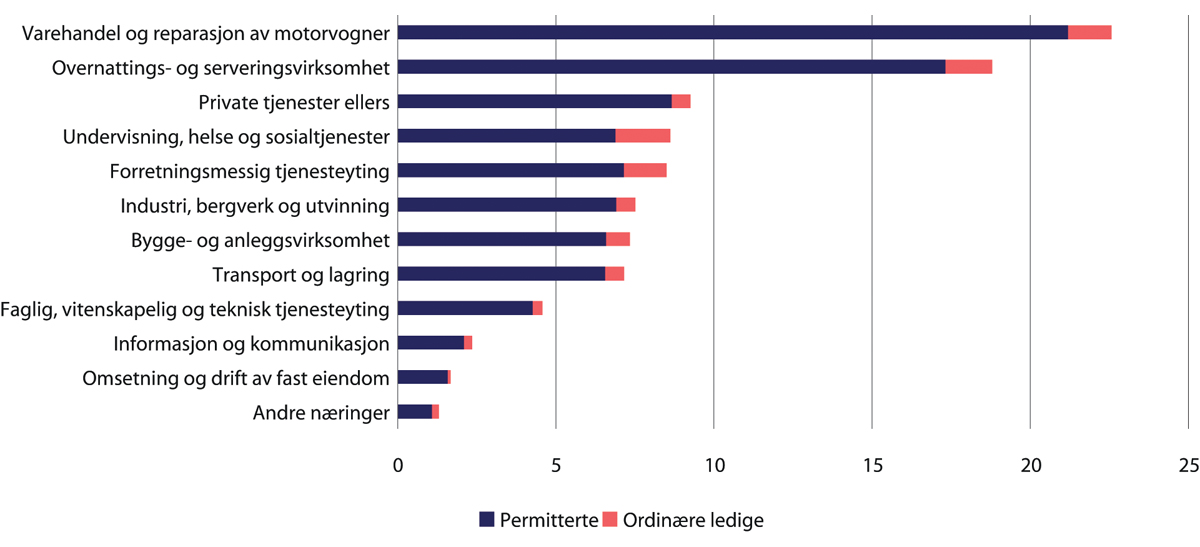 Varehandel og reparasjon av motorvogner
Overnattings- og serveringsvirksomhet
Private tjenester ellers
Undervisning, helse og sosialtjenester
Forretningsmessig tjenesteyting
Industri, bergverk og utvinning
Bygge- og anleggsvirksomhet
Transport og lagring
Faglig, vitenskapelig og teknisk tjenesteyting
Informasjon og kommunikasjon
Omsetning og drift av fast eiendom
Andre næringer
0 5 10 15 20 25
Permitterte Ordinære ledige